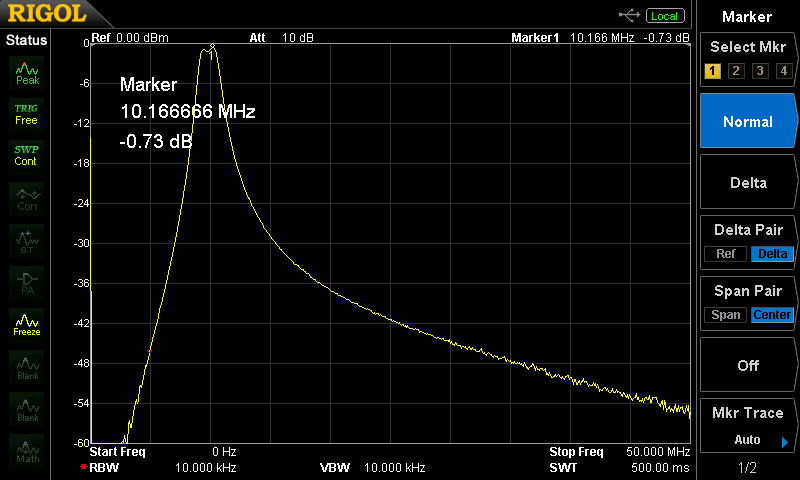 RIGOL
Local
Status
Ref 0.00 dBm Att 10 dB Marker1 10.166 MHz -0.73 dB
Marker
10.166666 MHz
-0.73 dB
1
0
-6
-12
-18
-24
-30
-36
-42
-48
-54
-60
Start Freq 0 Hz Stop Freq 50.000 MHz
*RBW 10.000 kHz VBW 10.000 kHz SWT 500.00 ms
Peak
TRIG
Free
SWP
Cont
Corr
S.T.
PA
Freeze
Blank
Blank
Math
Marker
Select Mkr
1 2 3 4
Normal
Delta
Delta Pair
Ref Delta
Span Pair
Span Center
Off
Mkr Trace
Auto
1/2